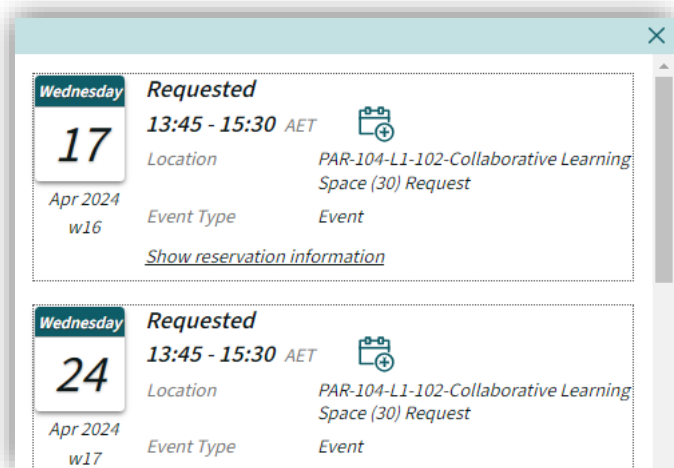 Wednesday
17
Apr 2024
w16
Requested
13:45 - 15:30 AET
Location
PAR-104-L1-102-Collaborative Learning
Space (30) Request
Event Type
Event
Show reservation information
Wednesday
24
Apr 2024
w17
Requested
13:45 - 15:30 AET
Location
PAR-104-L1-102-Collaborative Learning
Space (30) Request
Event Type
Event